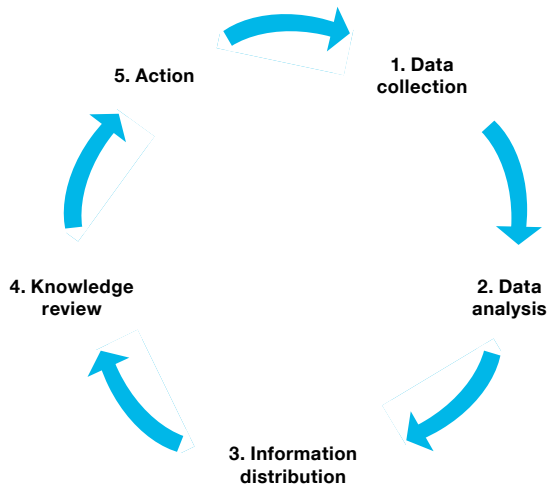 1. Data
collection
2. Data
analysis
3. Information
distribution
4. Knowledge
review
5. Action